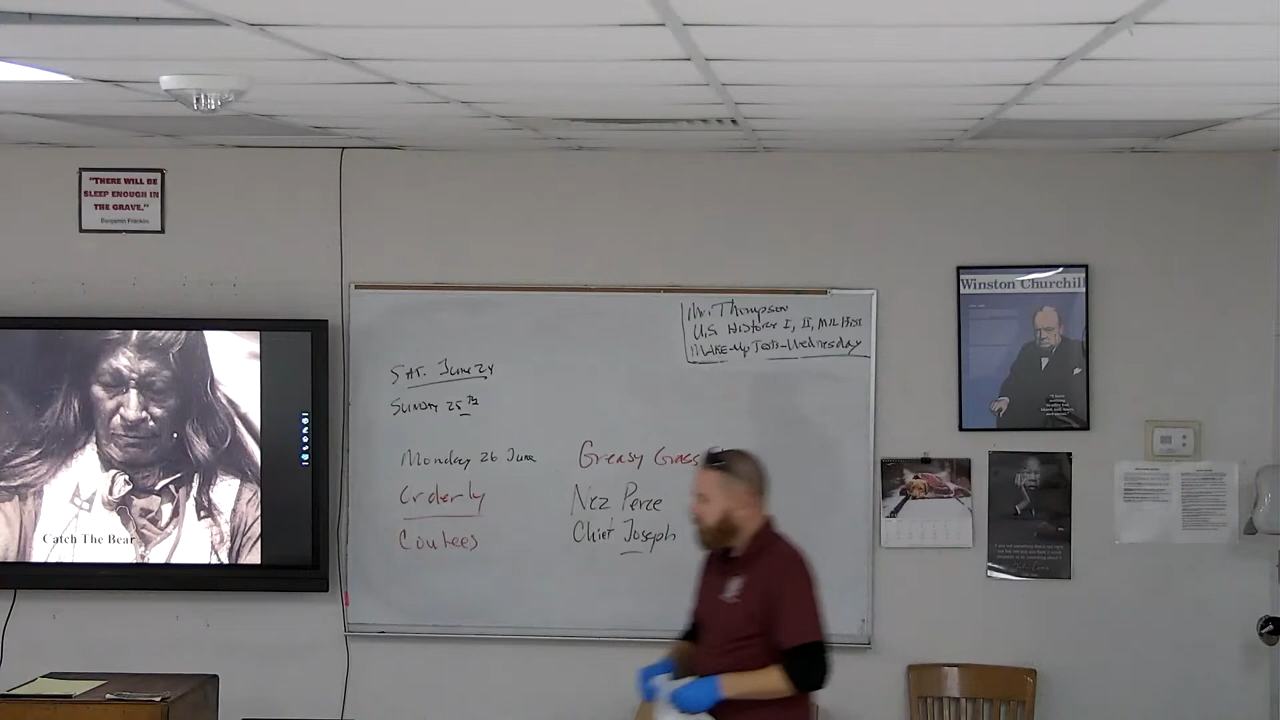 "THERE WILL BE
SLEEP ENOUGH IN
THE GRAVE."
Benjamin Franklin
Catch The Bear
Mr. Thompson
U.S Histories I, II, Mil Hist
MAKE-Up Tests-Wednesday
SAT. June 24
SUNDAY 25th
Monday 26 June
Crderly
Coulees
Greasy Grass
Nez Perce
Chief Joseph
Winston Churchill